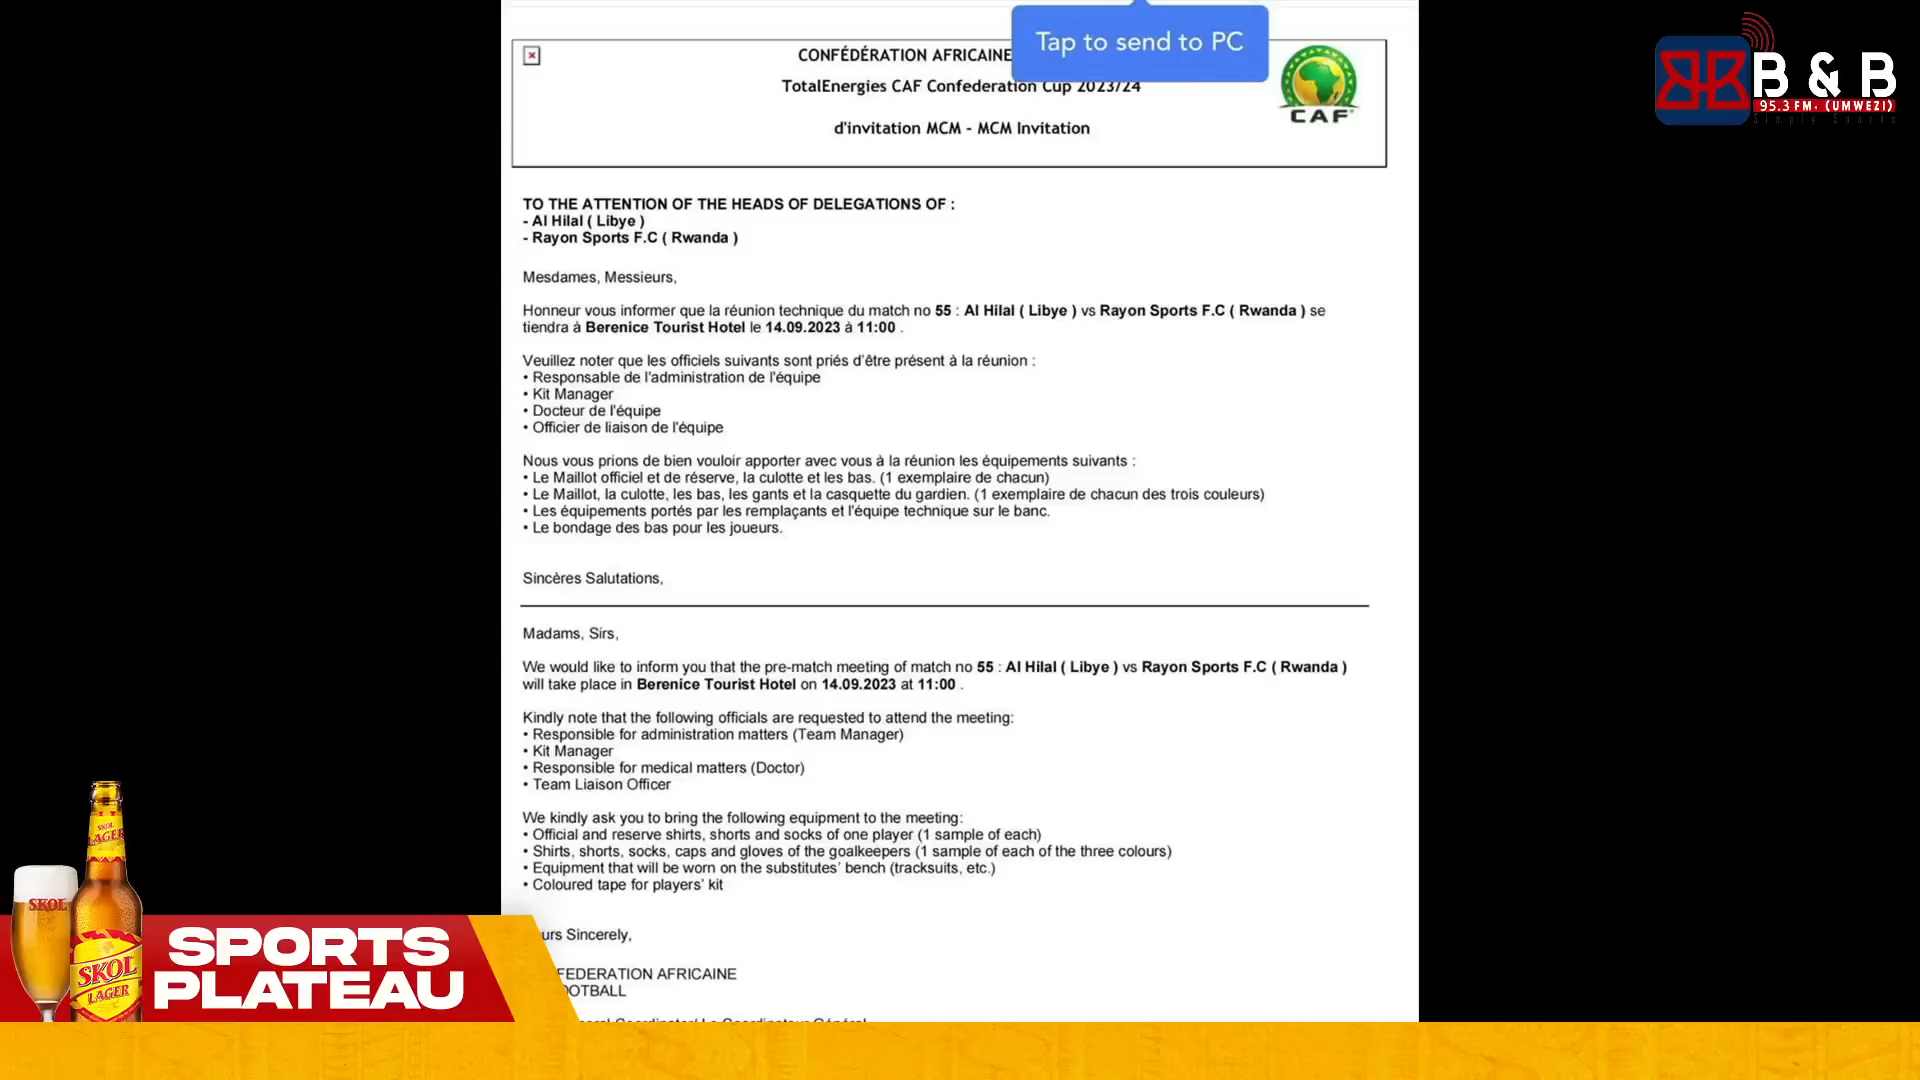 Tap to send to PC
CONFÉDÉRATION AFRICAINE
TotalEnergies CAF Confederation Cup 2023/24
d'invitation MCM - MCM Invitation
CAF
B & B
95.3 FM. (UMWEZI)
Simply Sports
TO THE ATTENTION OF THE HEADS OF DELEGATIONS OF :
- Al Hilal ( Libye )
- Rayon Sports F.C ( Rwanda )
Mesdames, Messieurs,
Honneur vous informer que la réunion technique du match no 55 : Al Hilal ( Libye ) vs Rayon Sports F.C ( Rwanda ) se
tiendra à Berenice Tourist Hotel le 14.09.2023 à 11:00 .
Veuillez noter que les officiels suivants sont priés d'être présent à la réunion :
• Responsable de l'administration de l'équipe
• Kit Manager
• Docteur de l'équipe
• Officier de liaison de l'équipe
Nous vous prions de bien vouloir apporter avec vous à la réunion les équipements suivants :
• Le Maillot officiel et de réserve, la culotte et les bas. (1 exemplaire de chacun)
• Le Maillot, la culotte, les bas, les gants et la casquette du gardien. (1 exemplaire de chacun des trois couleurs)
• Les équipements portés par les remplaçants et l'équipe technique sur le banc.
• Le bondage des bas pour les joueurs.
Sincères Salutations,
Madams, Sirs,
We would like to inform you that the pre-match meeting of match no 55 : Al Hilal ( Libye ) vs Rayon Sports F.C ( Rwanda )
will take place in Berenice Tourist Hotel on 14.09.2023 at 11:00 .
Kindly note that the following officials are requested to attend the meeting:
• Responsible for administration matters (Team Manager)
• Kit Manager
• Responsible for medical matters (Doctor)
• Team Liaison Officer
We kindly ask you to bring the following equipment to the meeting:
• Official and reserve shirts, shorts and socks of one player (1 sample of each)
• Shirts, shorts, socks, caps and gloves of the goalkeepers (1 sample of each of the three colours)
• Equipment that will be worn on the substitutes' bench (tracksuits, etc.)
• Coloured tape for players' kit
urs Sincerely,
FEDERATION AFRICAINE
OOTBALL
neral Coordinator/ Le Coordinateur Général
SKOL
LAGER
SKOL
SKOL
LAGER
SPORTS
PLATEAU